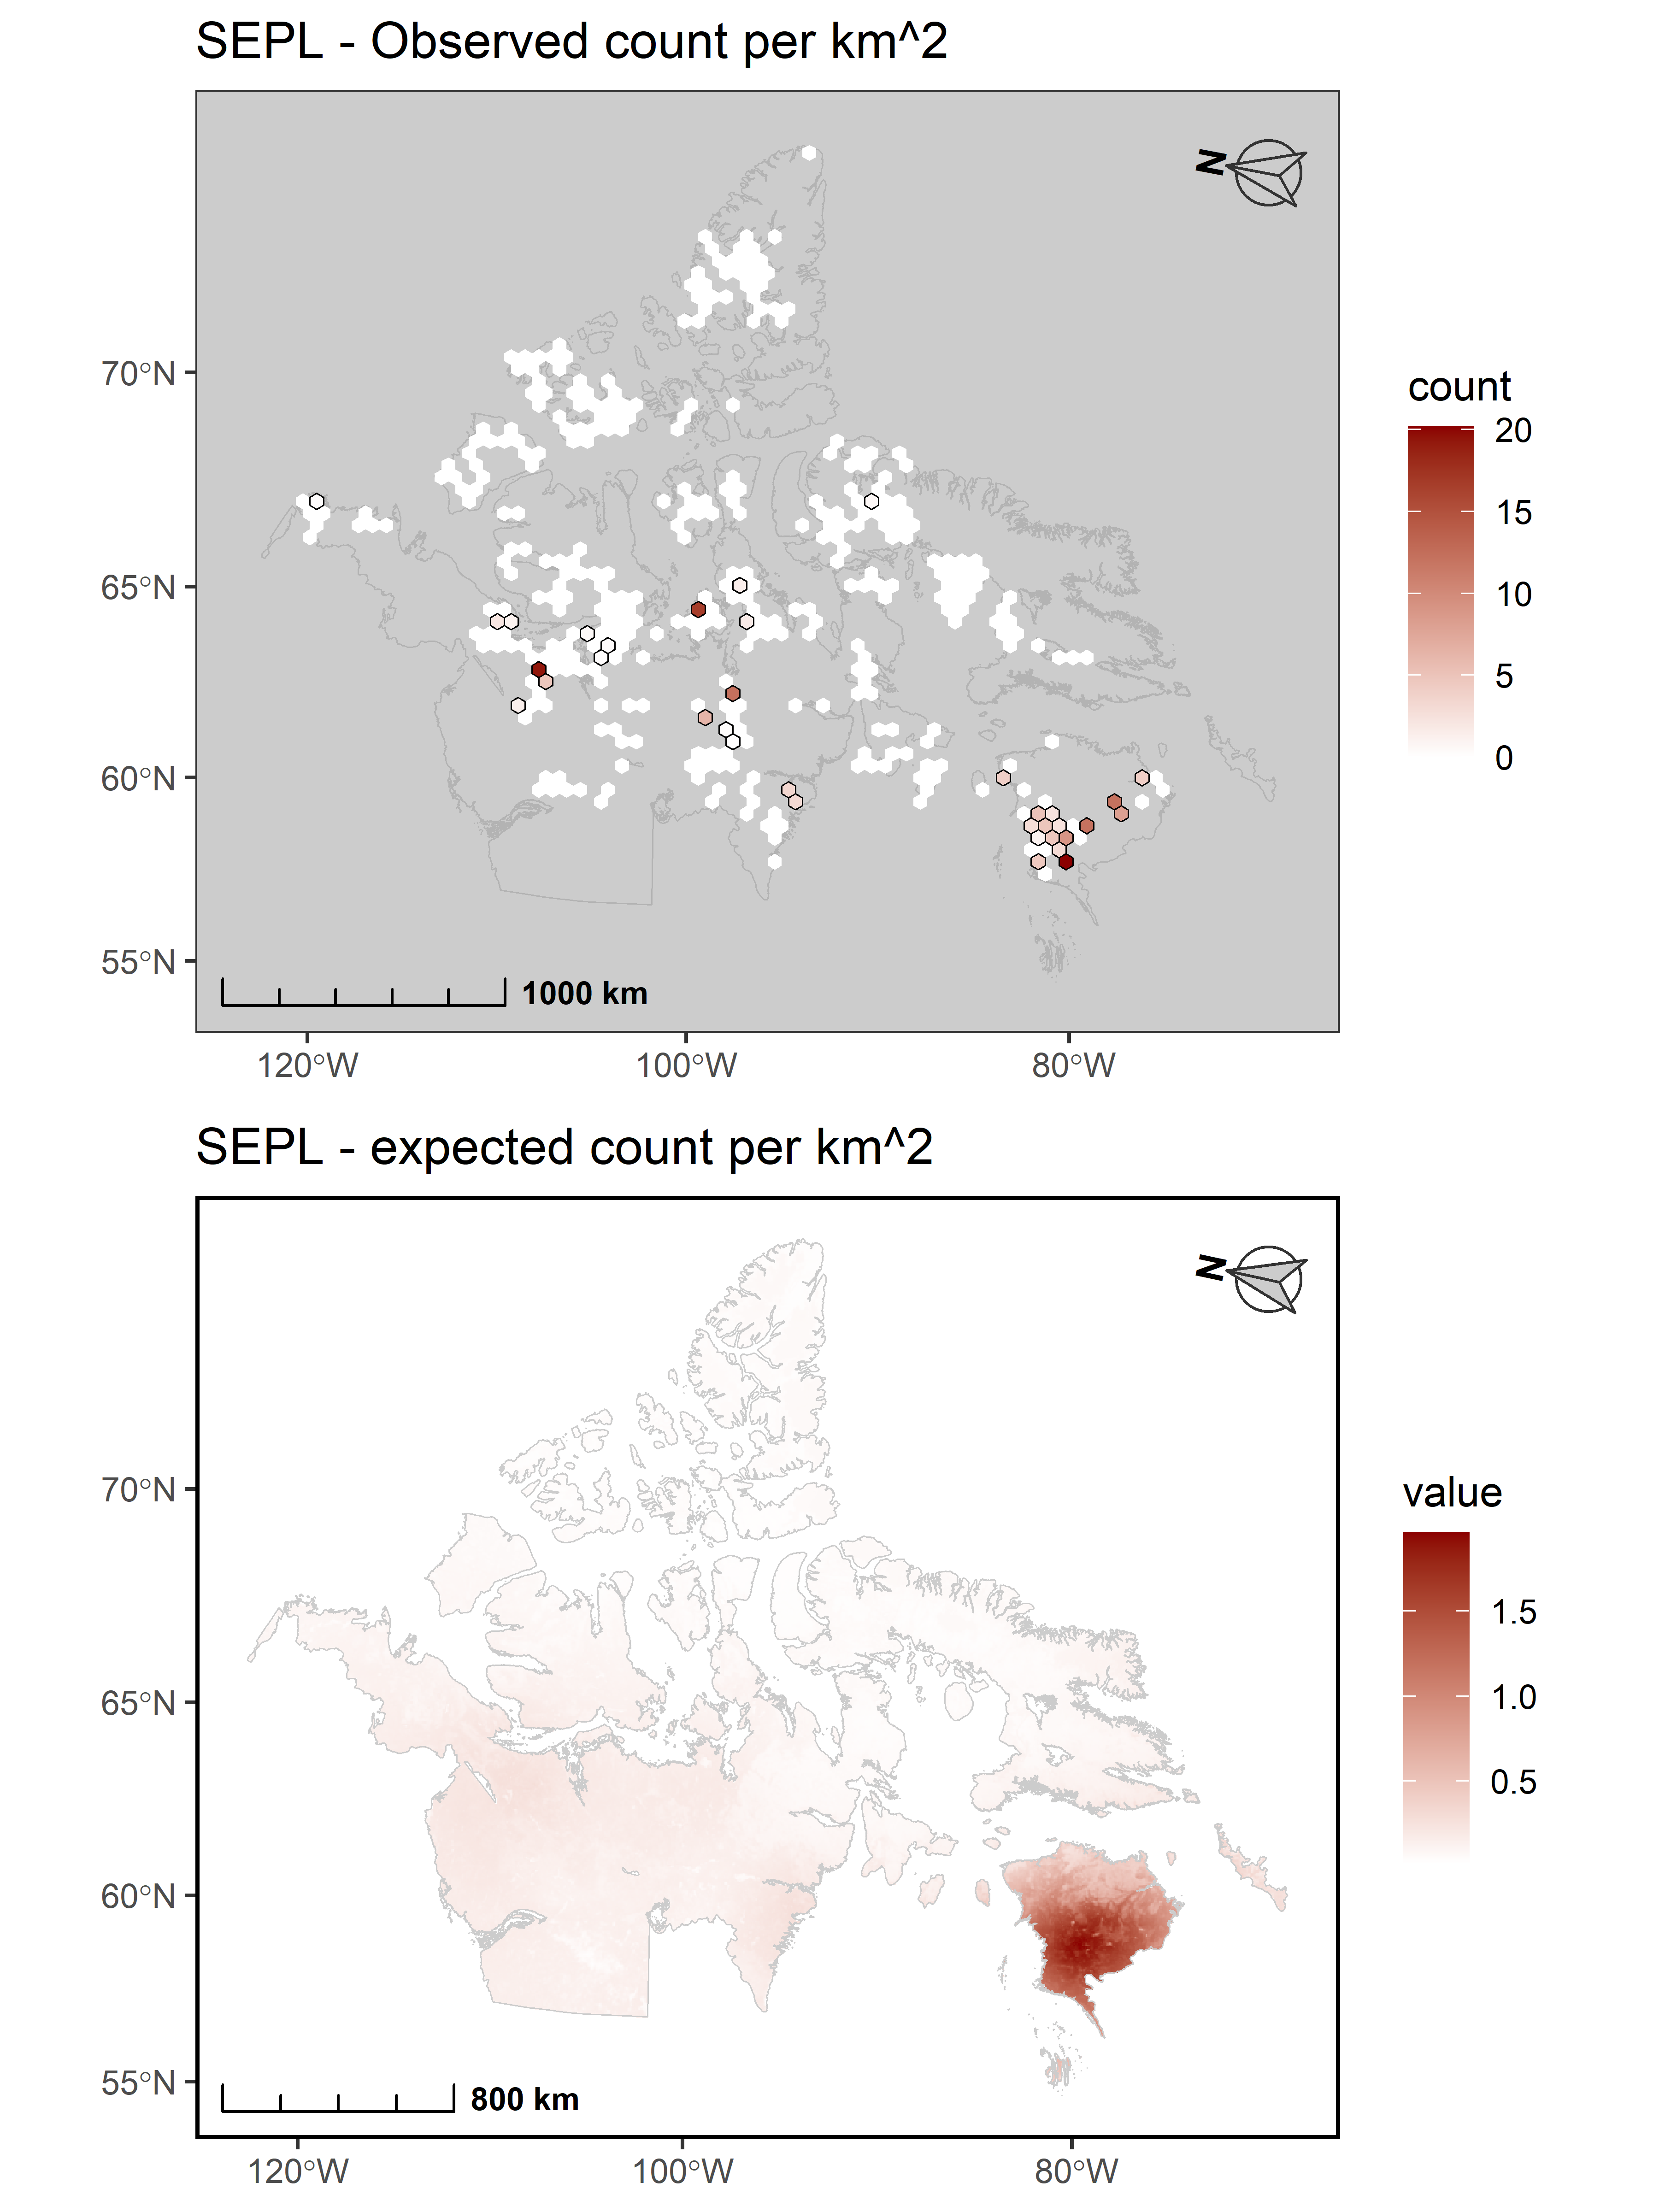 SEPL - Observed count per km^2
N
70°N
65°N
60°N
55°N
1000 km
120°W
100°W
80°W
count
20
15
10
5
0
SEPL - expected count per km^2
N
70°N
65°N
60°N
55°N
800 km
120°W
100°W
80°W
value
1.5
1.0
0.5